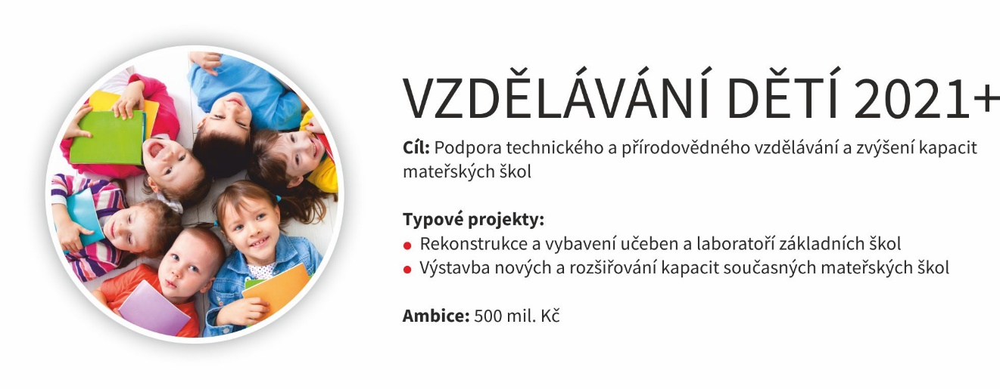 VZDĚLÁVÁNÍ DĚTÍ 2021+
Cíl: Podpora technického a přírodovědného vzdělávání a zvýšení kapacit
mateřských škol
Typové projekty:
● Rekonstrukce a vybavení učeben a laboratoří základních škol
● Výstavba nových a rozšiřování kapacit současných mateřských škol
Ambice: 500 mil. Kč